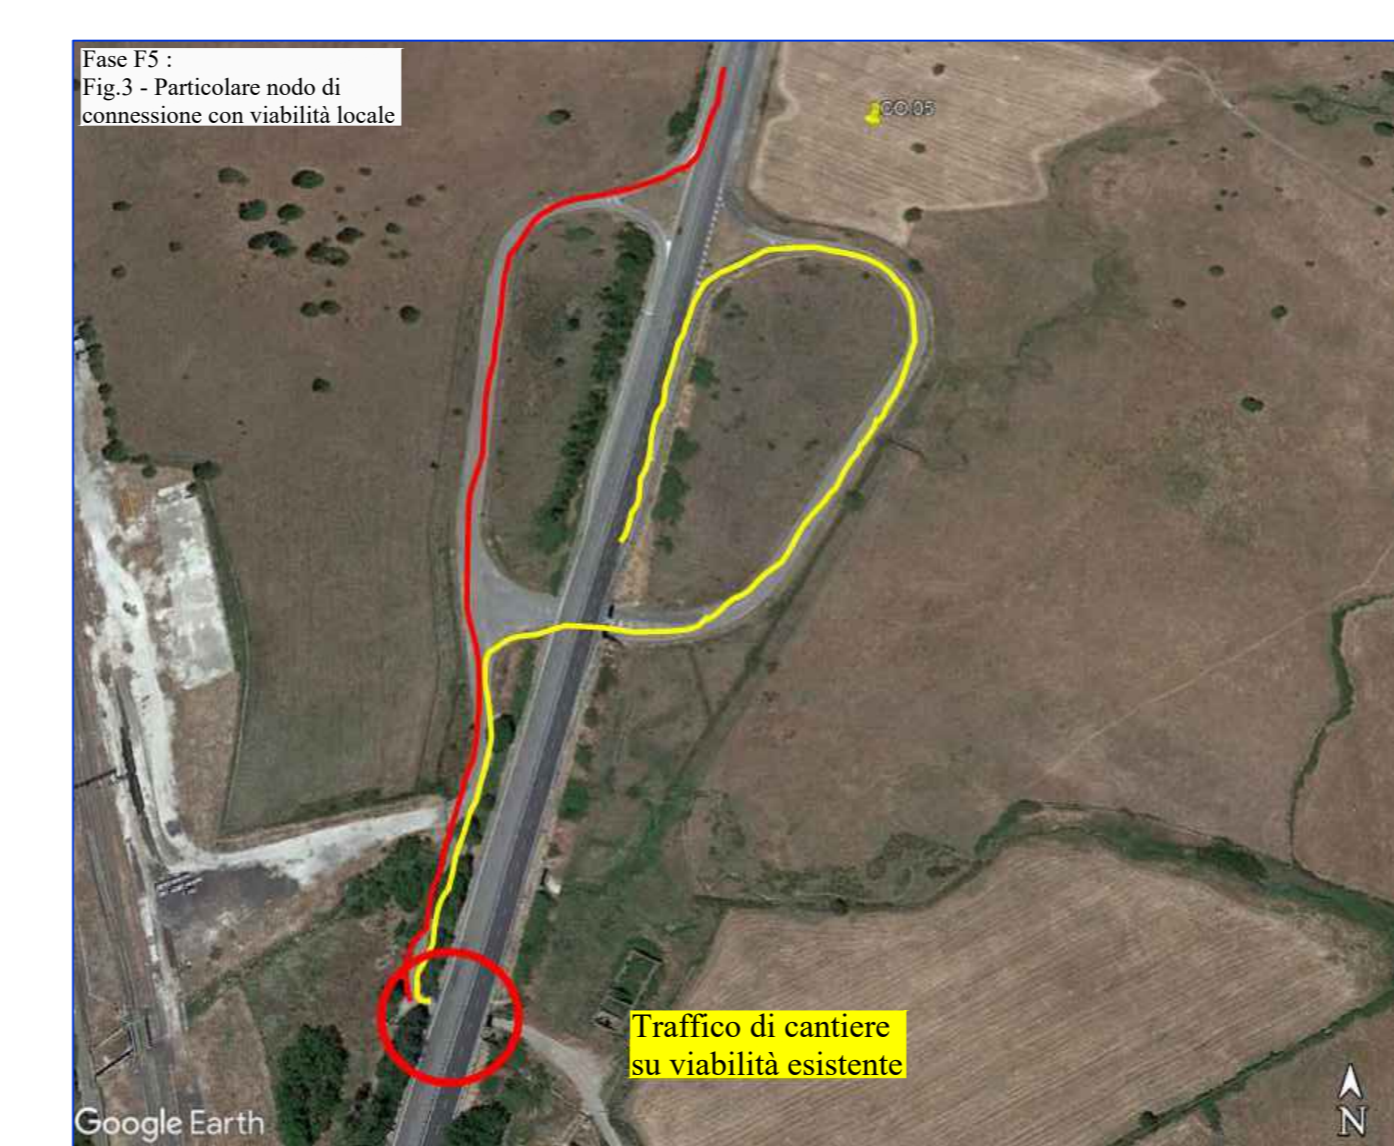 Fase F5 :
Fig.3 - Particolare nodo di
connessione con viabilità locale
CO.05
Traffico di cantiere
su viabilità esistente
Google Earth
N